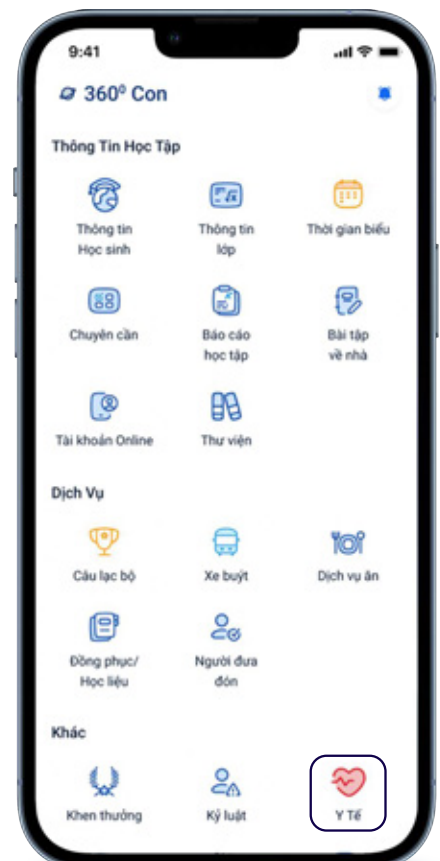 9:41
360⁰ Con
Thông Tin Học Tập
Thông tin Thông tin Thời gian biểu
Học sinh lớp
Chuyên cần Báo cáo Bài tập
học tập về nhà
Tài khoản Online Thư viện
Dịch Vụ
Câu lạc bộ Xe buýt Dịch vụ ăn
Đồng phục/ Người đưa
Học liệu đón
Khác
Khen thưởng Kỷ luật Y Tế